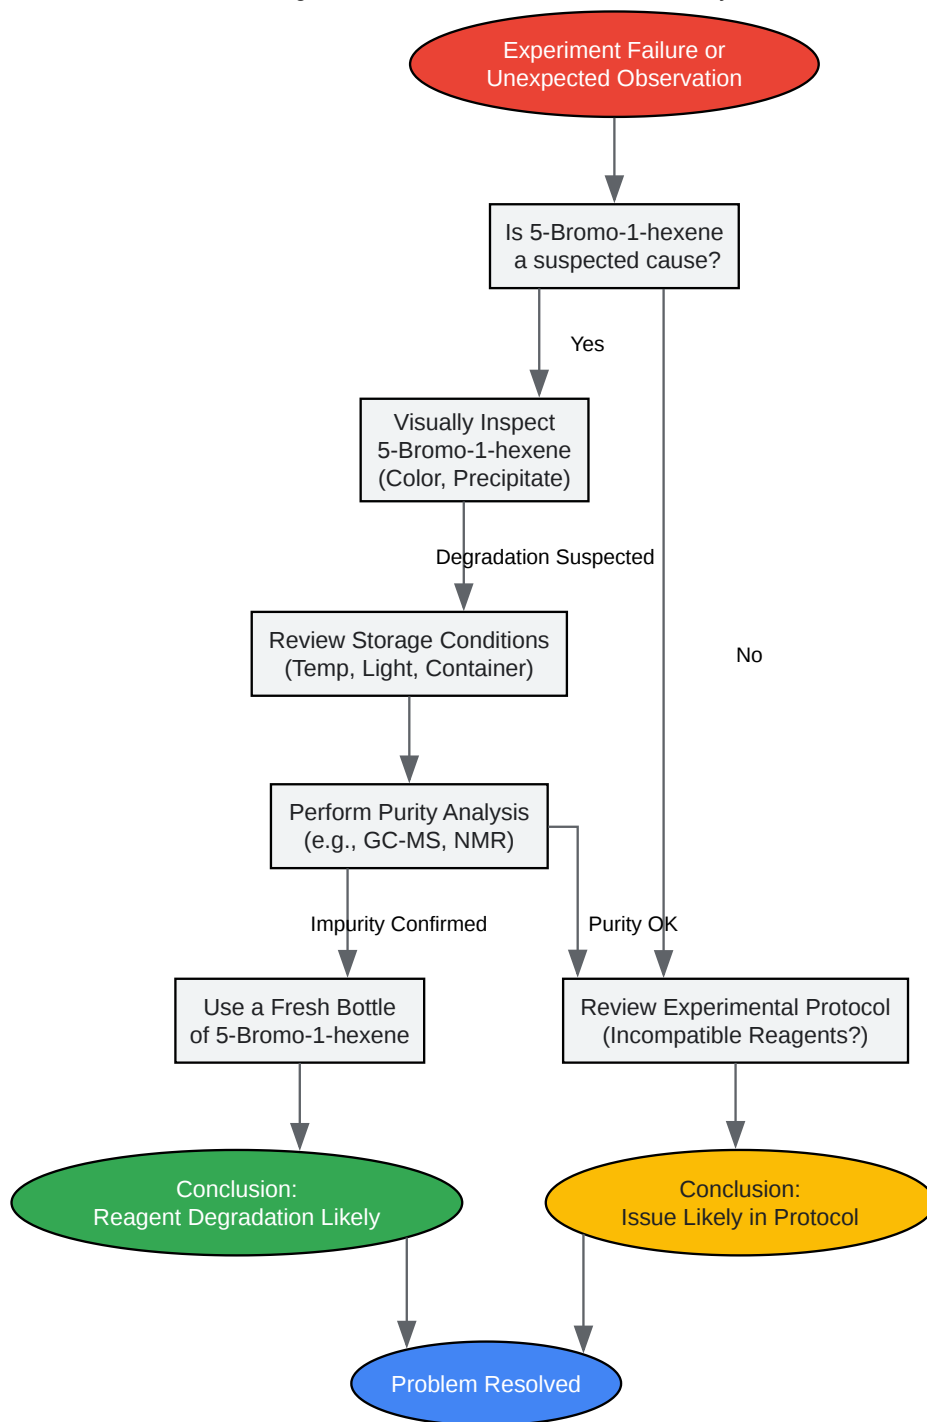 Experiment Failure or
Unexpected Observation
Is 5-Bromo-1-hexene
a suspected cause?
Yes
Visually Inspect
5-Bromo-1-hexene
(Color, Precipitate)
Degradation Suspected
Review Storage Conditions
(Temp, Light, Container)
No
Perform Purity Analysis
(e.g., GC-MS, NMR)
Impurity Confirmed
Purity OK
Use a Fresh Bottle
of 5-Bromo-1-hexene
Review Experimental Protocol
(Incompatible Reagents?)
Conclusion:
Reagent Degradation Likely
Conclusion:
Issue Likely in Protocol
Problem Resolved